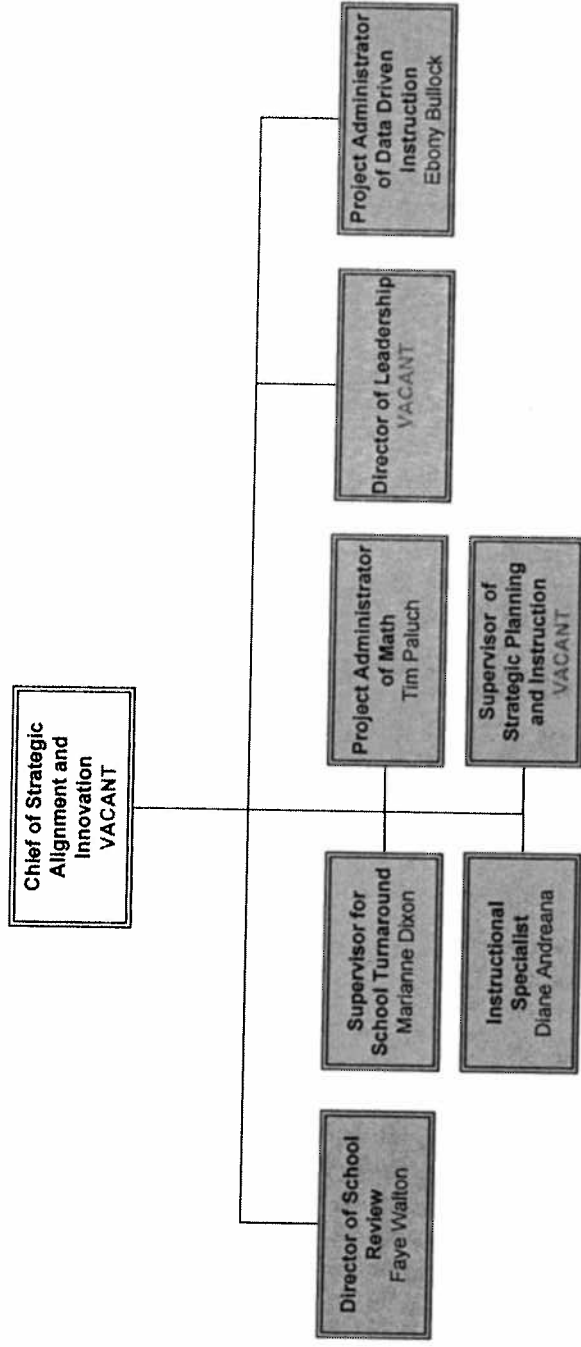 Chief of Strategic
Alignment and
Innovation
VACANT
Director of School
Review
Faye Walton
Supervisor for
School Turnaround
Marianne Dixon
Project Administrator
of Math
Tim Paluch
Director of Leadership
VACANT
Project Administrator
of Data Driven
Instruction
Ebony Bullock
Instructional
Specialist
Diane Andreana
Supervisor of
Strategic Planning
and Instruction
VACANT